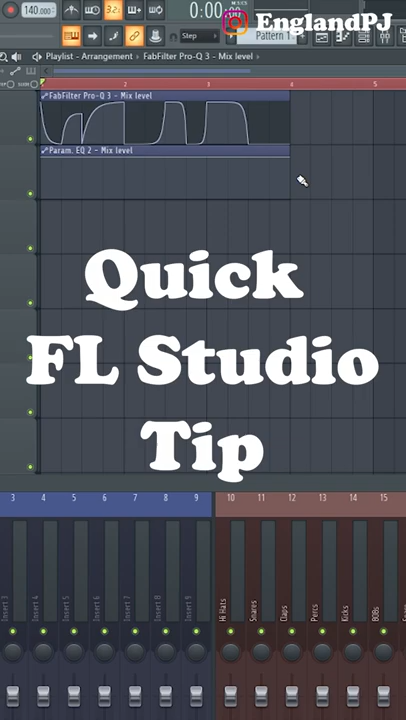 140.000
3.2
0:00:00
EnglandPJ
Step
Pattern 1
Playlist - Arrangement › FabFilter Pro-Q 3 - Mix level ›
2 3 4 5
FabFilter Pro-Q 3 - Mix level
Param. EQ 2 - Mix level
Quick
FL Studio
Tip
3 4 5 6 7 8 9 10 11 12 13 14 15
Insert 3
Insert 4
Insert 5
Insert 6
Insert 7
Insert 8
Insert 9
Hi Hats
Snares
Claps
Percs
Kicks
808s